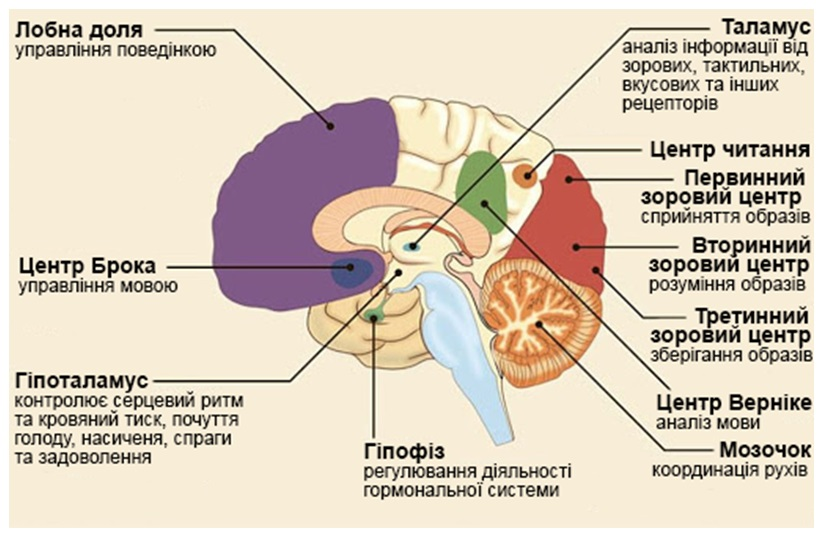 Лобна доля
управління поведінкою
Таламус
аналіз інформації від
зорових, тактильних,
вкусових та інших
рецепторів
Центр читання
Первинний
зоровий центр
сприйняття образів
Вторинний
зоровий центр
розуміння образів
Третинний
зоровий центр
зберігання образів
Центр Верніке
аналіз мови
Мозочок
координація рухів
Центр Брока
управління мовою
Гіпоталамус
контролює серцевий ритм
та кровяний тиск, почуття
голоду, насиченя, спраги
та задоволення
Гіпофіз
регулювання діяльності
гормональної системи